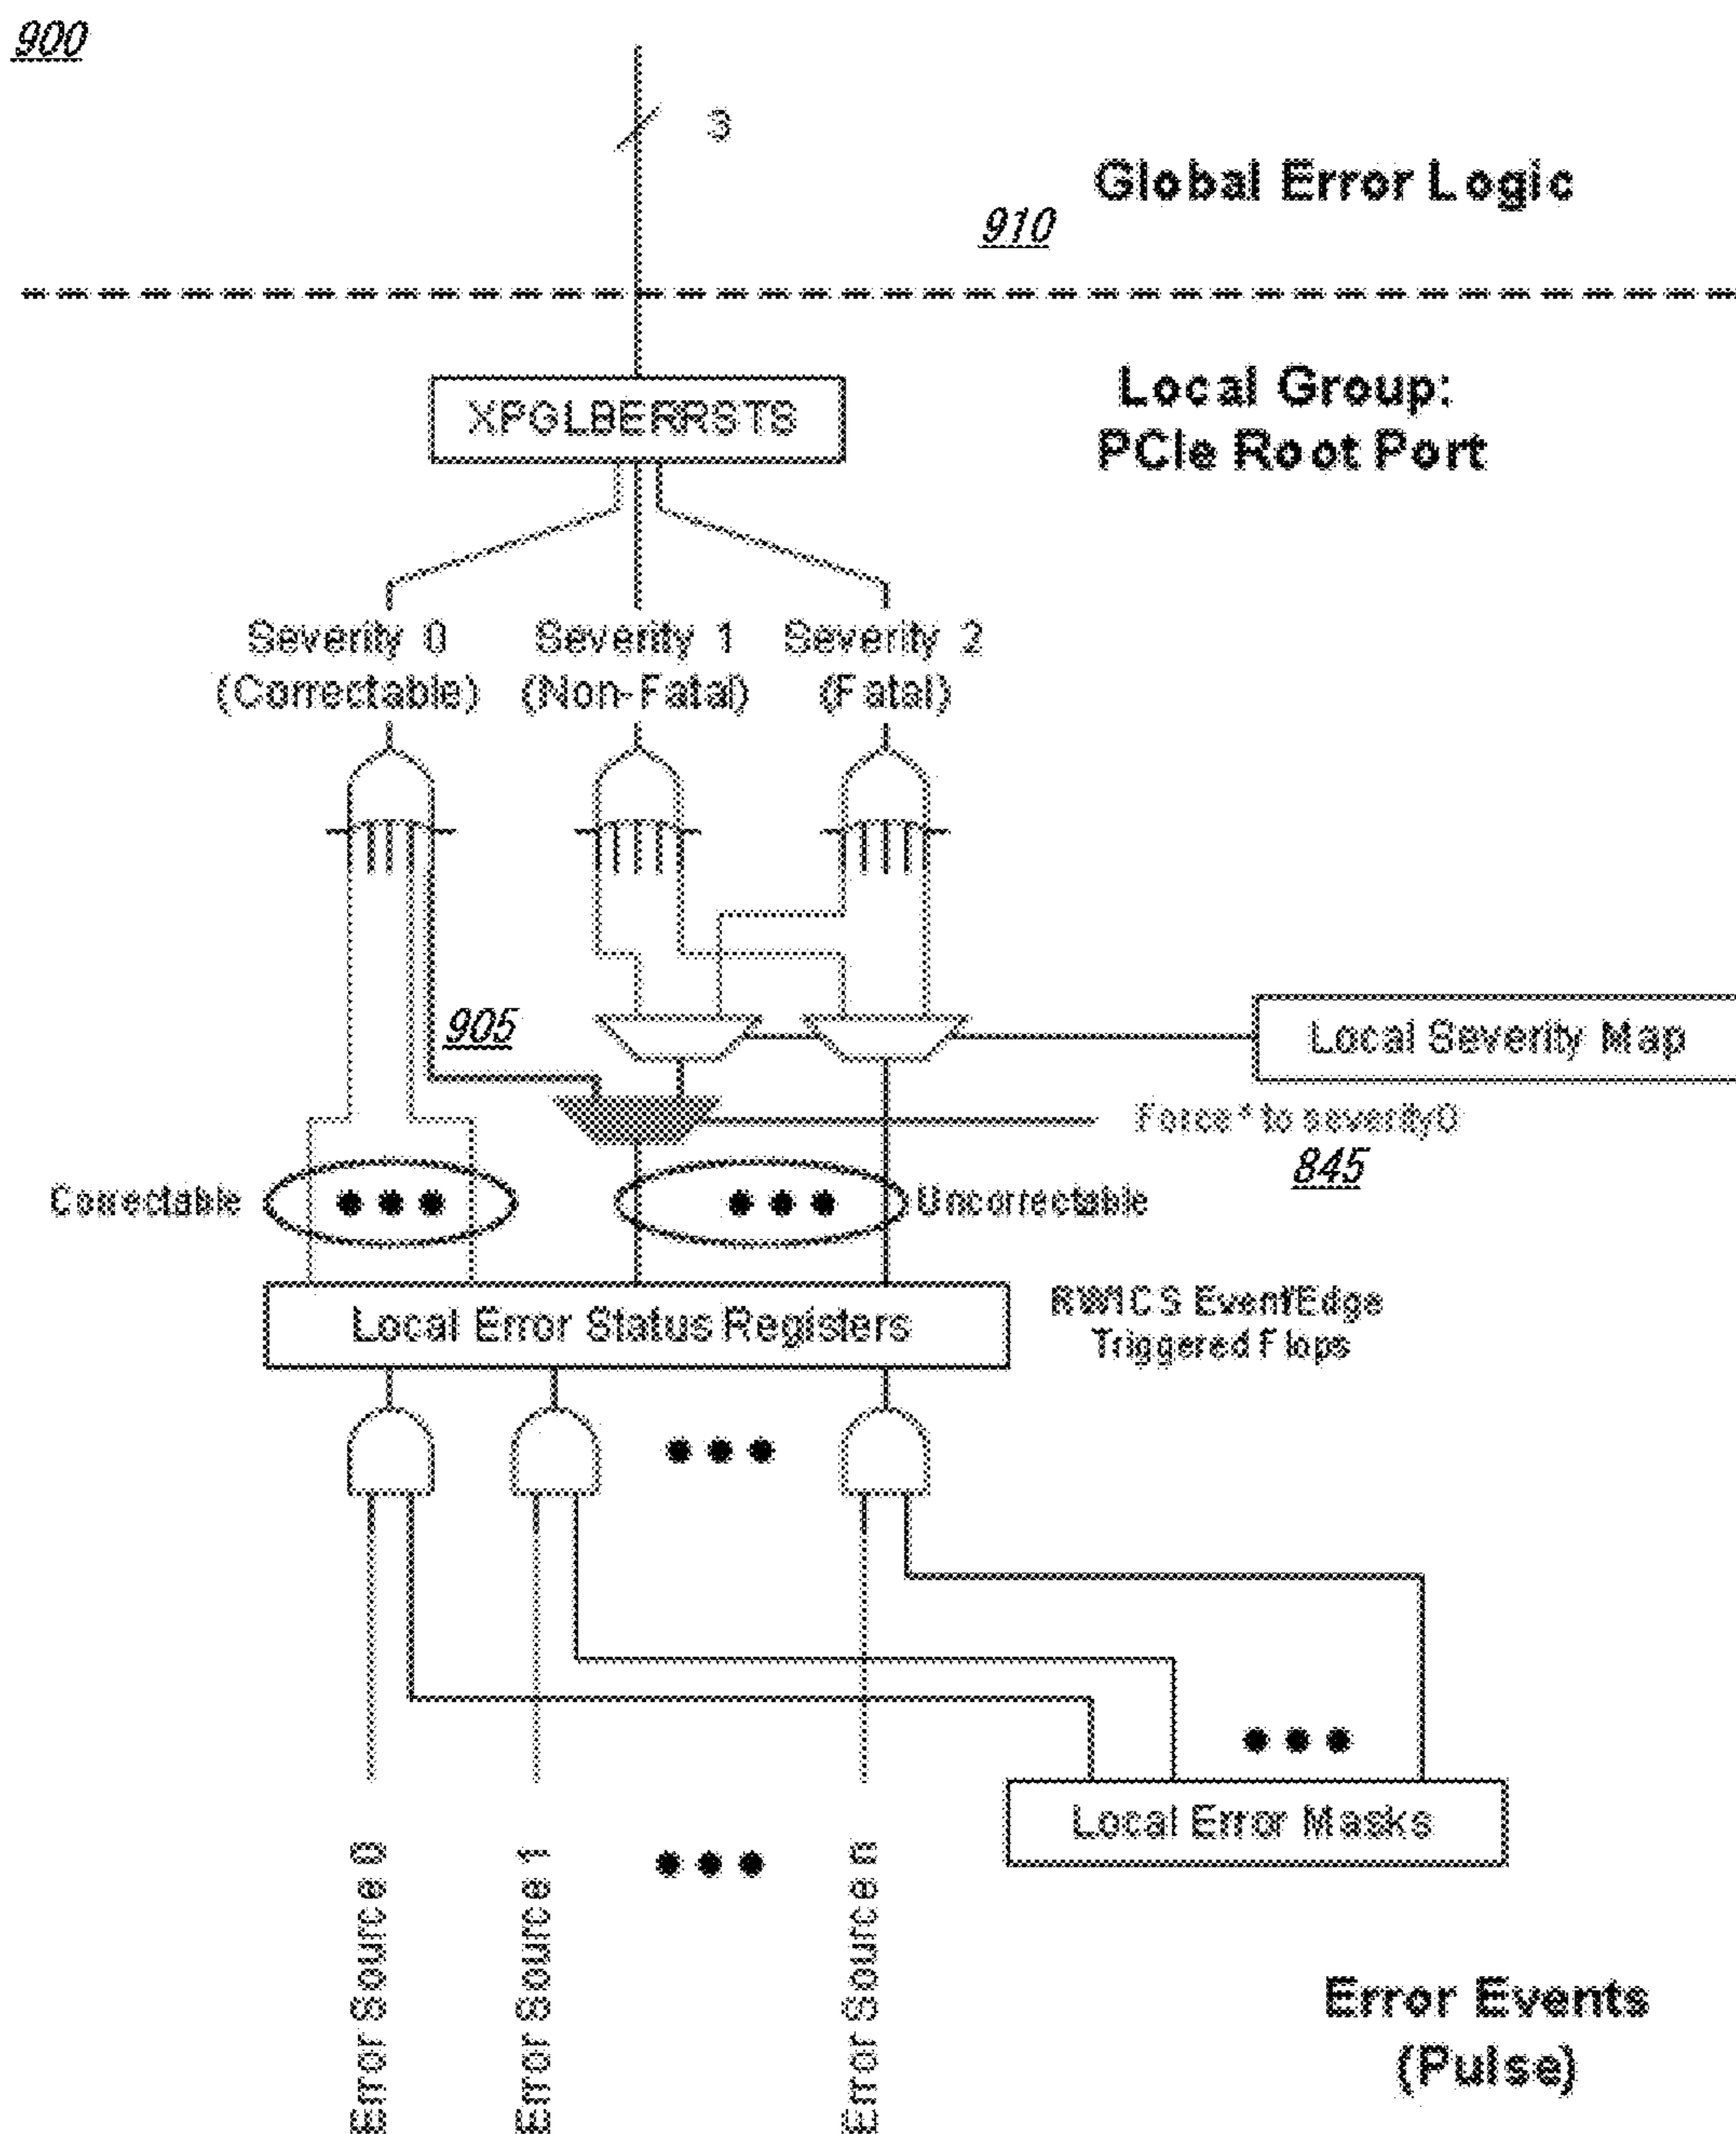 900
3
Global Error Logic
910
Local Group:
PCIe Root Port
XPGLBERRSTS
Severity 0
(Correctable)
Severity 1
(Non-Fatal)
Severity 2
(Fatal)
905
Local Severity Map
Force * to severity0
845
Correctable
Uncorrectable
Local Error Status Registers
RW1CS Event/Edge
Triggered Flops
Local Error Masks
Error Source 0
Error Source 1
Error Source n
Error Events
(Pulse)